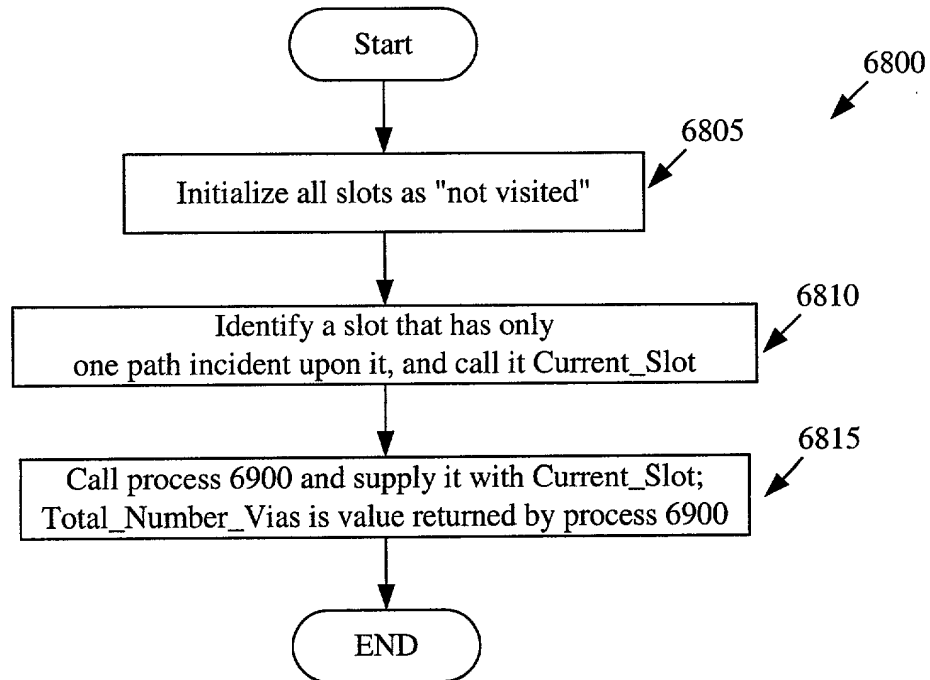 Start
6800
6805
Initialize all slots as "not visited"
6810
Identify a slot that has only
one path incident upon it, and call it Current_Slot
6815
Call process 6900 and supply it with Current_Slot;
Total_Number_Vias is value returned by process 6900
END